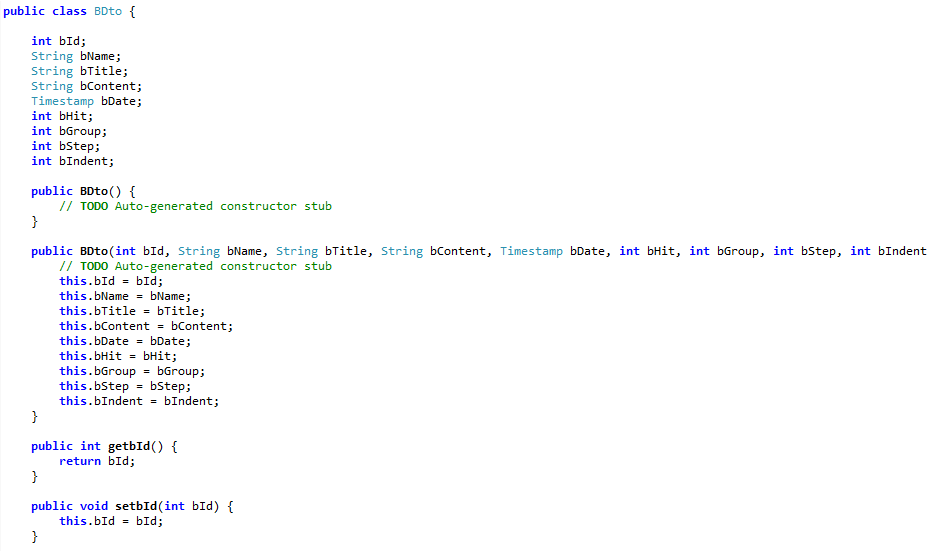 public class BDto {
int bId;
String bName;
String bTitle;
String bContent;
Timestamp bDate;
int bHit;
int bGroup;
int bStep;
int bIndent;
public BDto() {
// TODO Auto-generated constructor stub
}
public BDto(int bId, String bName, String bTitle, String bContent, Timestamp bDate, int bHit, int bGroup, int bStep, int bIndent
// TODO Auto-generated constructor stub
this.bId = bId;
this.bName = bName;
this.bTitle = bTitle;
this.bContent = bContent;
this.bDate = bDate;
this.bHit = bHit;
this.bGroup = bGroup;
this.bStep = bStep;
this.bIndent = bIndent;
}
public int getbId() {
return bId;
}
public void setbId(int bId) {
this.bId = bId;
}